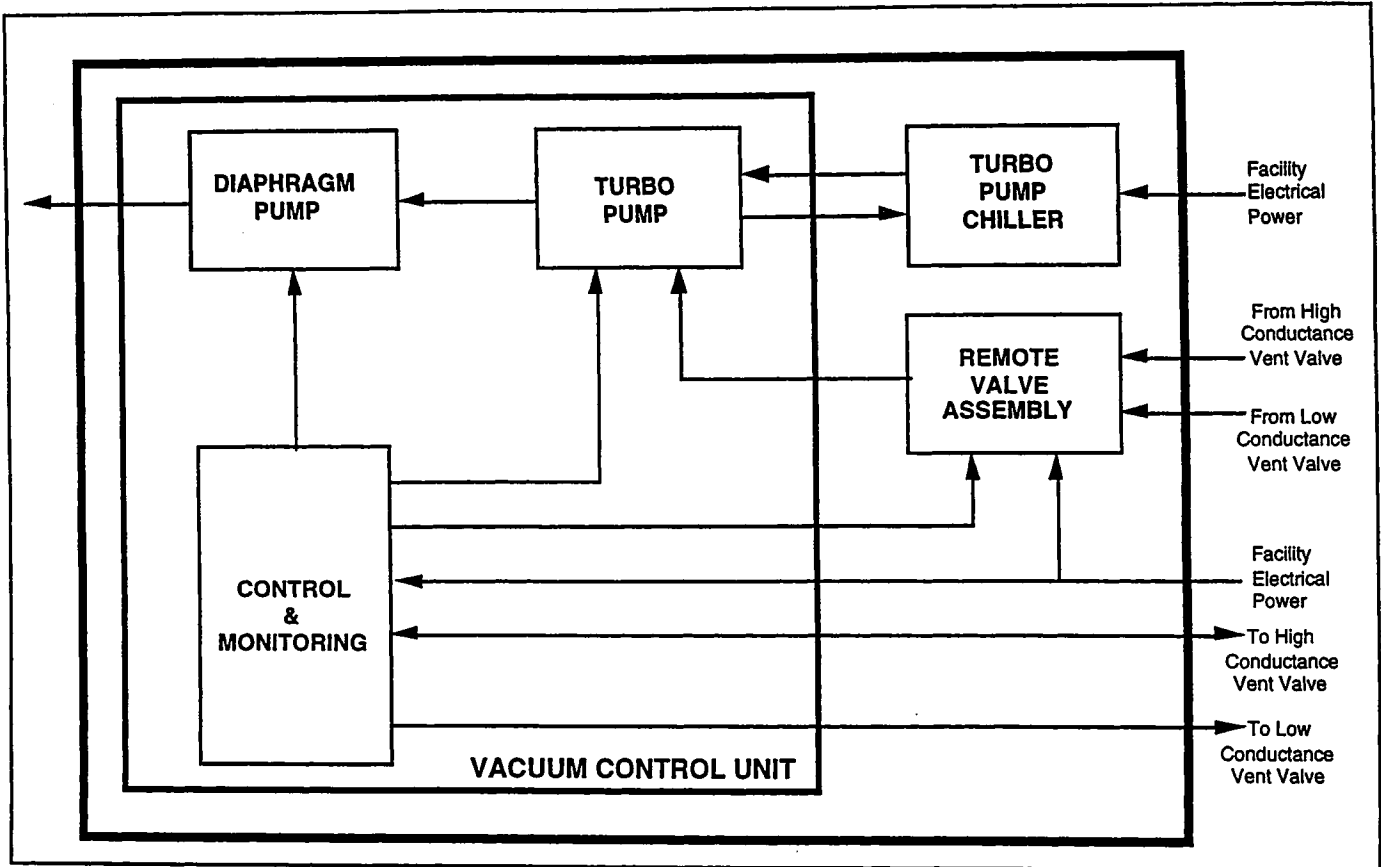 DIAPHRAGM
PUMP
TURBO
PUMP
TURBO
PUMP
CHILLER
Facility
Electrical
Power
REMOTE
VALVE
ASSEMBLY
From High
Conductance
Vent Valve
From Low
Conductance
Vent Valve
CONTROL
&
MONITORING
Facility
Electrical
Power
To High
Conductance
Vent Valve
To Low
Conductance
Vent Valve
VACUUM CONTROL UNIT